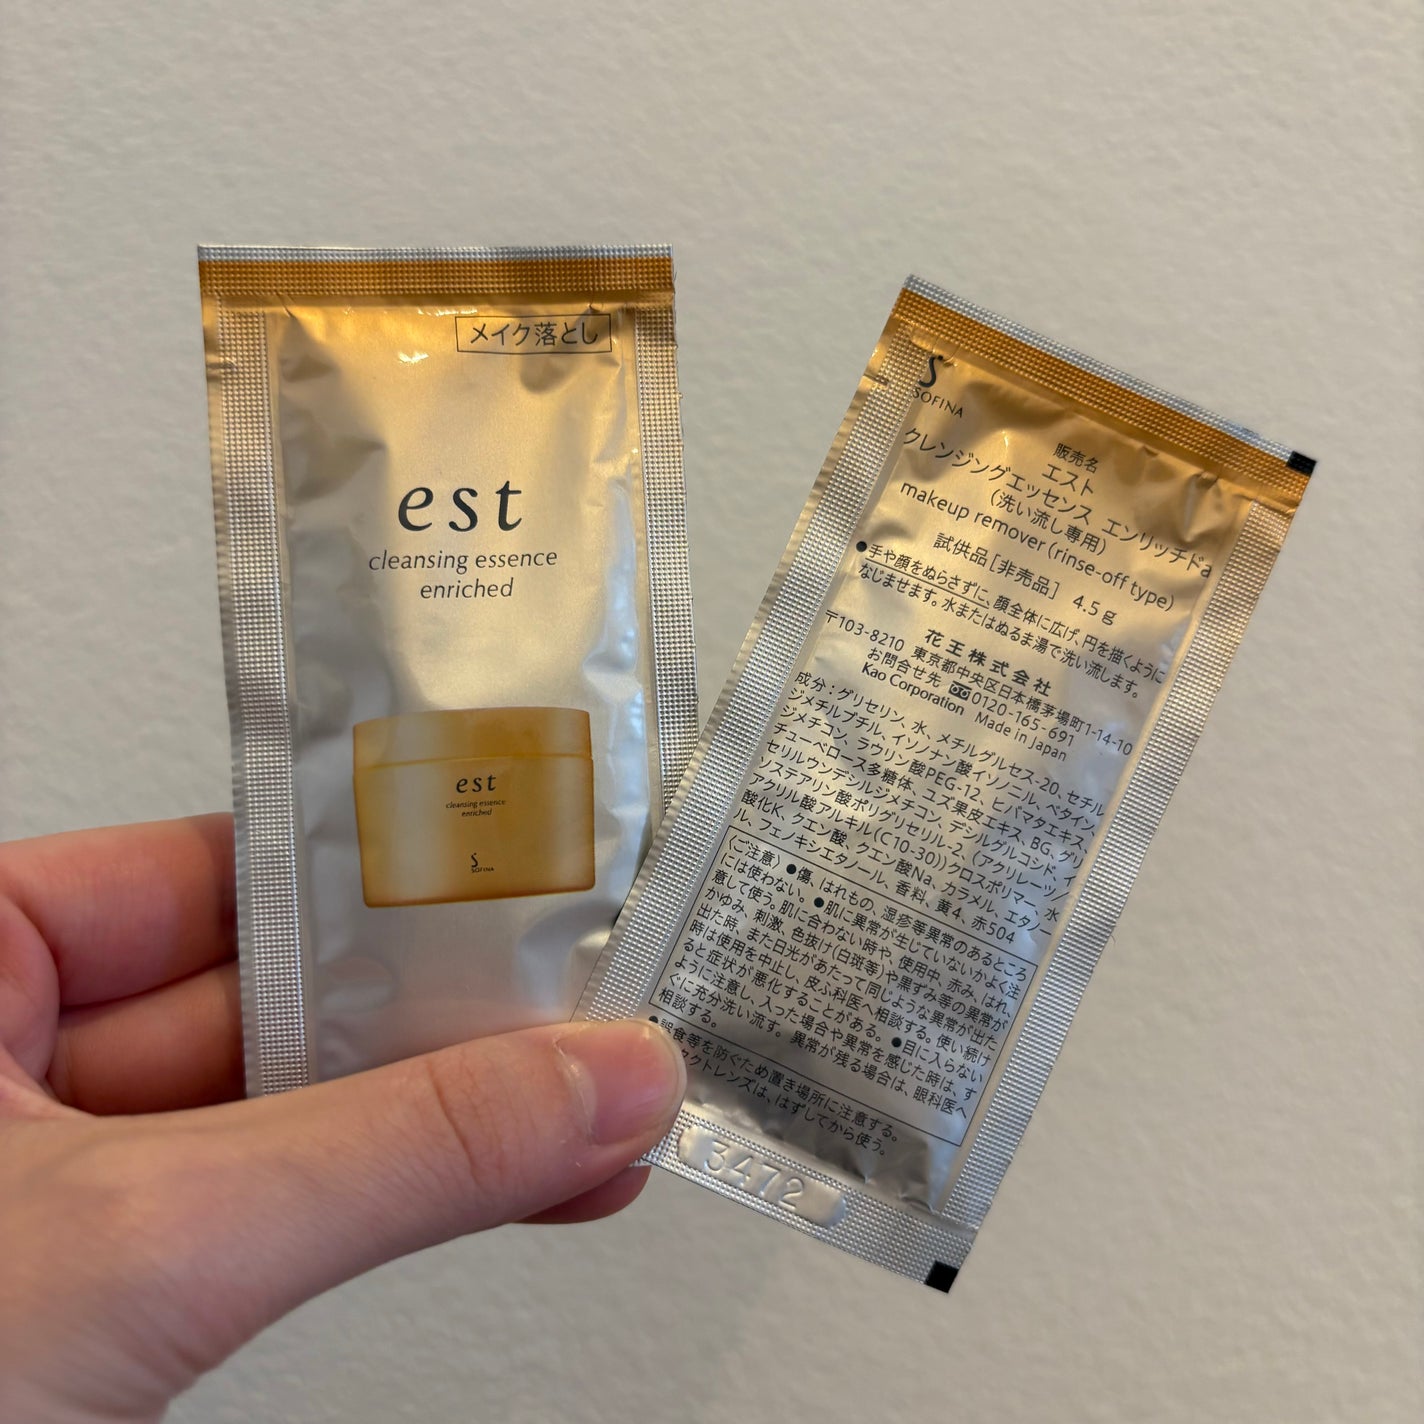 メイク落とし
est
cleansing essence
enriched
est
cleansing essence
enriched
S
SOFINA
S
SOFINA
販売名
エスト
クレンジングエッセンス エンリッチドa
(洗い流し専用)
makeup remover (rinse-off type)
試供品[非売品] 4.5g
●手や顔をぬらさずに、顔全体に広げ、円を描くように
なじませます。水またはぬるま湯で洗い流します。
花王株式会社
〒103-8210 東京都中央区日本橋茅場町1-14-10
お問合せ先 0120-165-691
Kao Corporation Made in Japan
成分:グリセリン、水、メチルグルセス-20、セチル
ジメチルブチル、イソノナン酸イソノニル、ベタイン、
ジメチコン、ラウリン酸PEG-12、ヒバマタエキス、
チューベロース多糖体、ユズ果皮エキス、BG、グリ
セリルウンデシルジメチコン、デシルグルコシド、イ
ソステアリン酸ポリグリセリル-2、(アクリレーツ/
アクリル酸アルキル(C10-30))クロスポリマー、水
酸化K、クエン酸、クエン酸Na、カラメル、エタノー
ル、フェノキシエタノール、香料、黄4、赤504
〈ご注意〉●傷、はれもの、湿疹等異常のあるところ
には使わない。●肌に異常が生じていないかよく注
意して使う。肌に合わない時や、使用中、赤み、はれ、
かゆみ、刺激、色抜け(白斑等)や黒ずみ等の異常が
出た時、また日光があたって同じような異常が出た
時は使用を中止し、皮ふ科医へ相談する。使い続け
ると症状が悪化することがある。●目に入らない
ように注意し、入った場合や異常を感じた時は、す
ぐに充分洗い流す。異常が残る場合は、眼科医へ
相談する。
●誤食等を防ぐため置き場所に注意する。
タクトレンズは、はずしてから使う。
3472